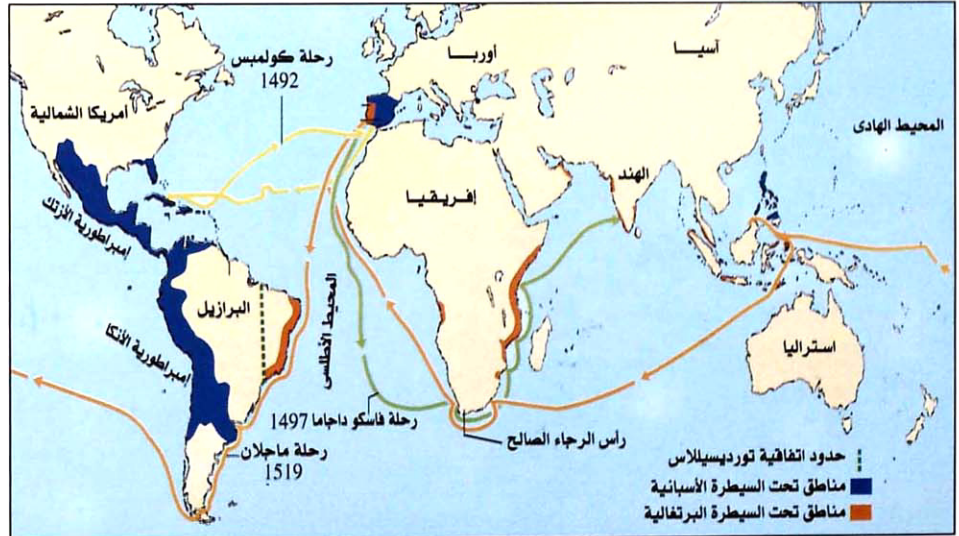 رحلة كولمبس
1492
أوربا
آسيا
أمريكا الشمالية
المحيط الهادى
الهند
إفريقيا
إمبراطورية الأزتك
البرازيل
المحيط الأطلسى
إمبراطورية الأنكا
استراليا
رحلة فاسكو داجاما 1497
رأس الرجاء الصالح
رحلة ماجلان
1519
حدود اتفاقية تورديسيللاس
مناطق تحت السيطرة الأسبانية
مناطق تحت السيطرة البرتغالية